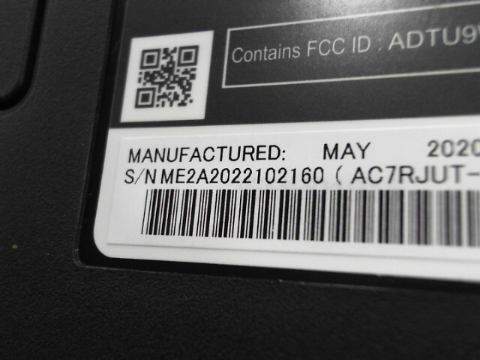 Contains FCC ID : ADTU9
MANUFACTURED: MAY 2020
S/N ME2A2022102160 ( AC7RJUT-